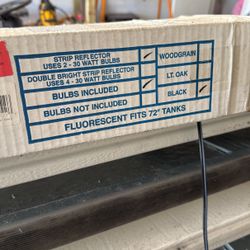 STRIP REFLECTOR
USES 2 - 30 WATT BULBS
DOUBLE BRIGHT STRIP REFLECTOR
USES 4 - 30 WATT BULBS
BULBS INCLUDED
BULBS NOT INCLUDED
WOODGRAIN
LT. OAK
BLACK
FLUORESCENT FITS 72" TANKS